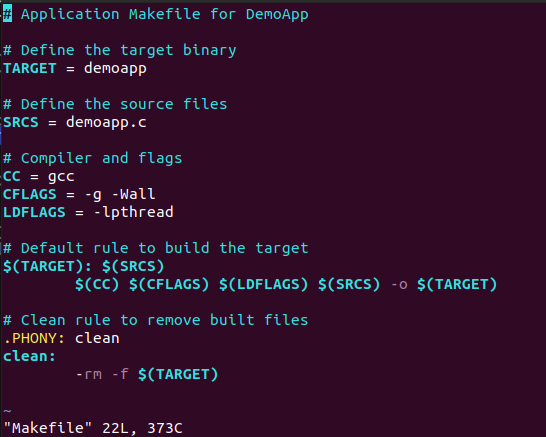 # Application Makefile for DemoApp
# Define the target binary
TARGET = demoapp
# Define the source files
SRCS = demoapp.c
# Compiler and flags
CC = gcc
CFLAGS = -g -Wall
LDFLAGS = -lpthread
# Default rule to build the target
$(TARGET): $(SRCS)
$(CC) $(CFLAGS) $(LDFLAGS) $(SRCS) -o $(TARGET)
# Clean rule to remove built files
.PHONY: clean
clean:
-rm -f $(TARGET)
~
"Makefile" 22L, 373C